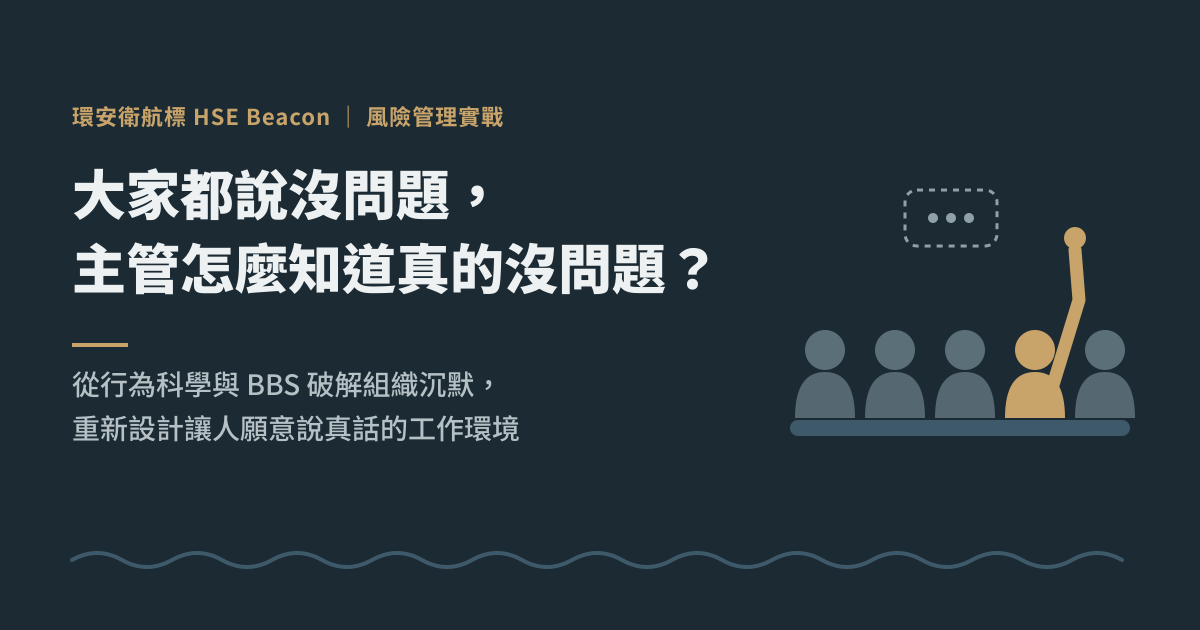 環安衛航標 HSE Beacon｜風險管理實戰
大家都說沒問題，
主管怎麼知道真的沒問題？
從行為科學與 BBS 破解組織沉默，
重新設計讓人願意說真話的工作環境